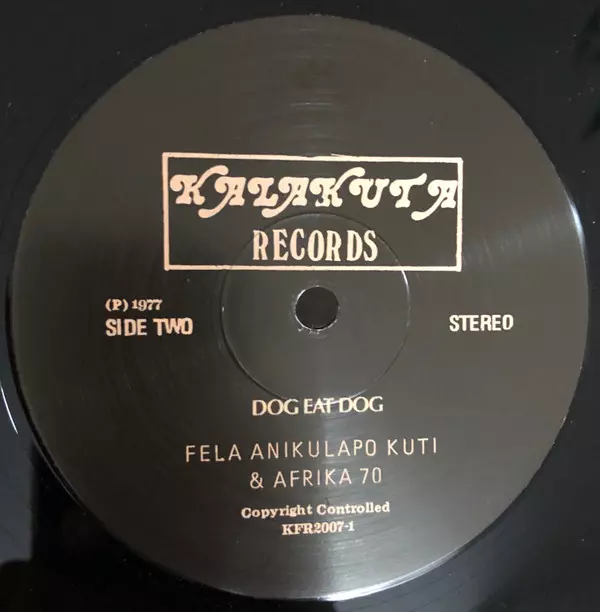 KALAKUTA
RECORDS
(P) 1977
SIDE TWO
STEREO
DOG EAT DOG
FELA ANIKULAPO KUTI
& AFRIKA 70
Copyright Controlled
KFR2007-1